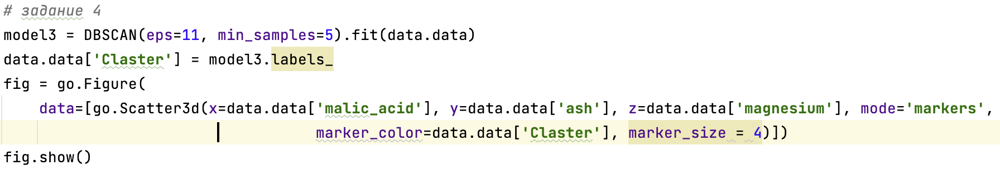 # задание 4
model3 = DBSCAN(eps=11, min_samples=5).fit(data.data)
data.data['Claster'] = model3.labels_
fig = go.Figure(
data=[go.Scatter3d(x=data.data['malic_acid'], y=data.data['ash'], z=data.data['magnesium'], mode='markers',
marker_color=data.data['Claster'], marker_size = 4)])
fig.show()